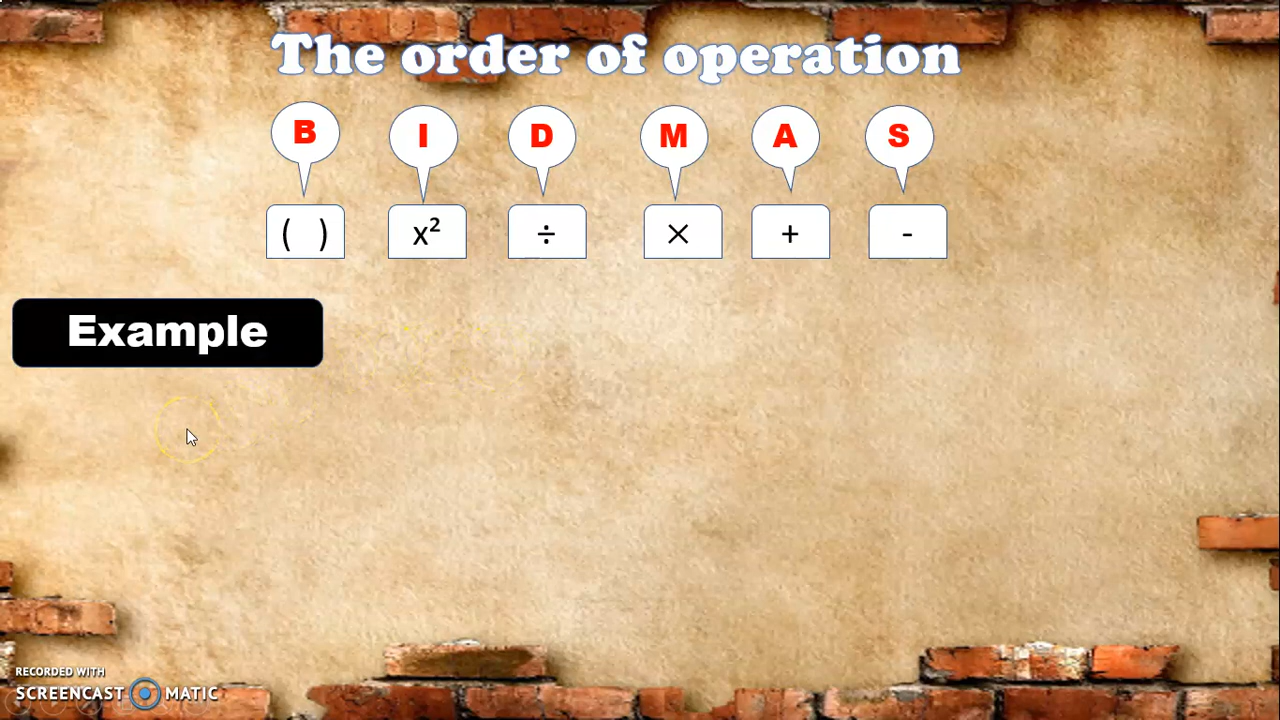 The order of operation
B I D M A S
( ) x² ÷ × + -
Example
RECORDED WITH
SCREENCAST MATIC